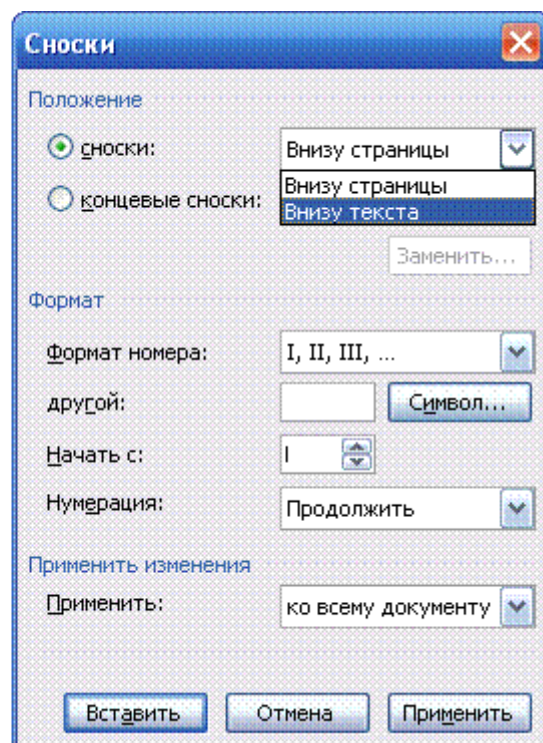 Сноски
Положение
сноски:
Внизу страницы
Внизу страницы
концевые сноски:
Внизу текста
Заменить...
Формат
Формат номера:
I, II, III, ...
другой:
Символ...
Начать с:
I
Нумерация:
Продолжить
Применить изменения
Применить:
ко всему документу
Вставить
Отмена
Применить